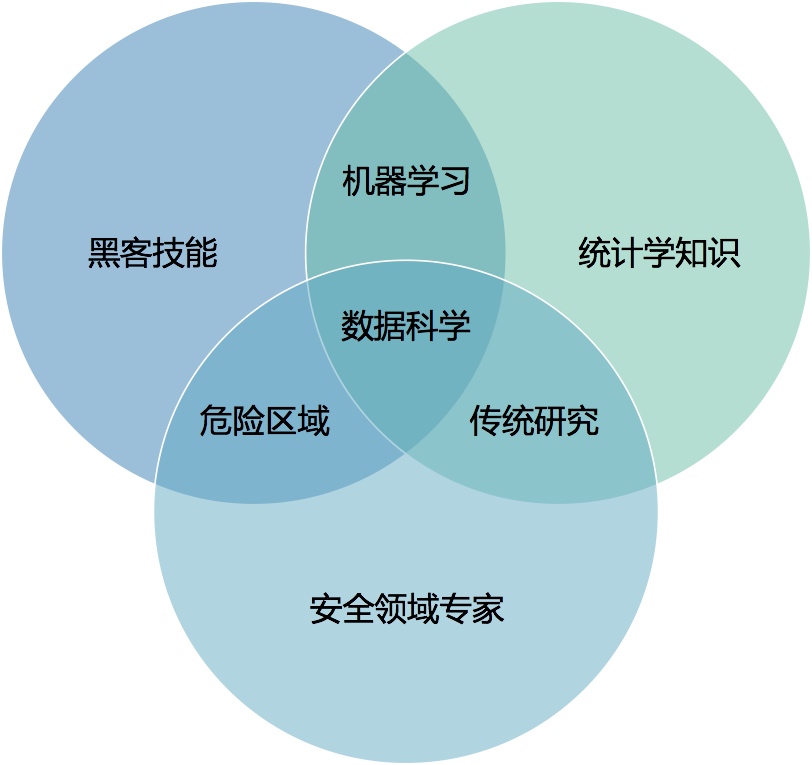 机器学习
黑客技能
统计学知识
数据科学
危险区域
传统研究
安全领域专家